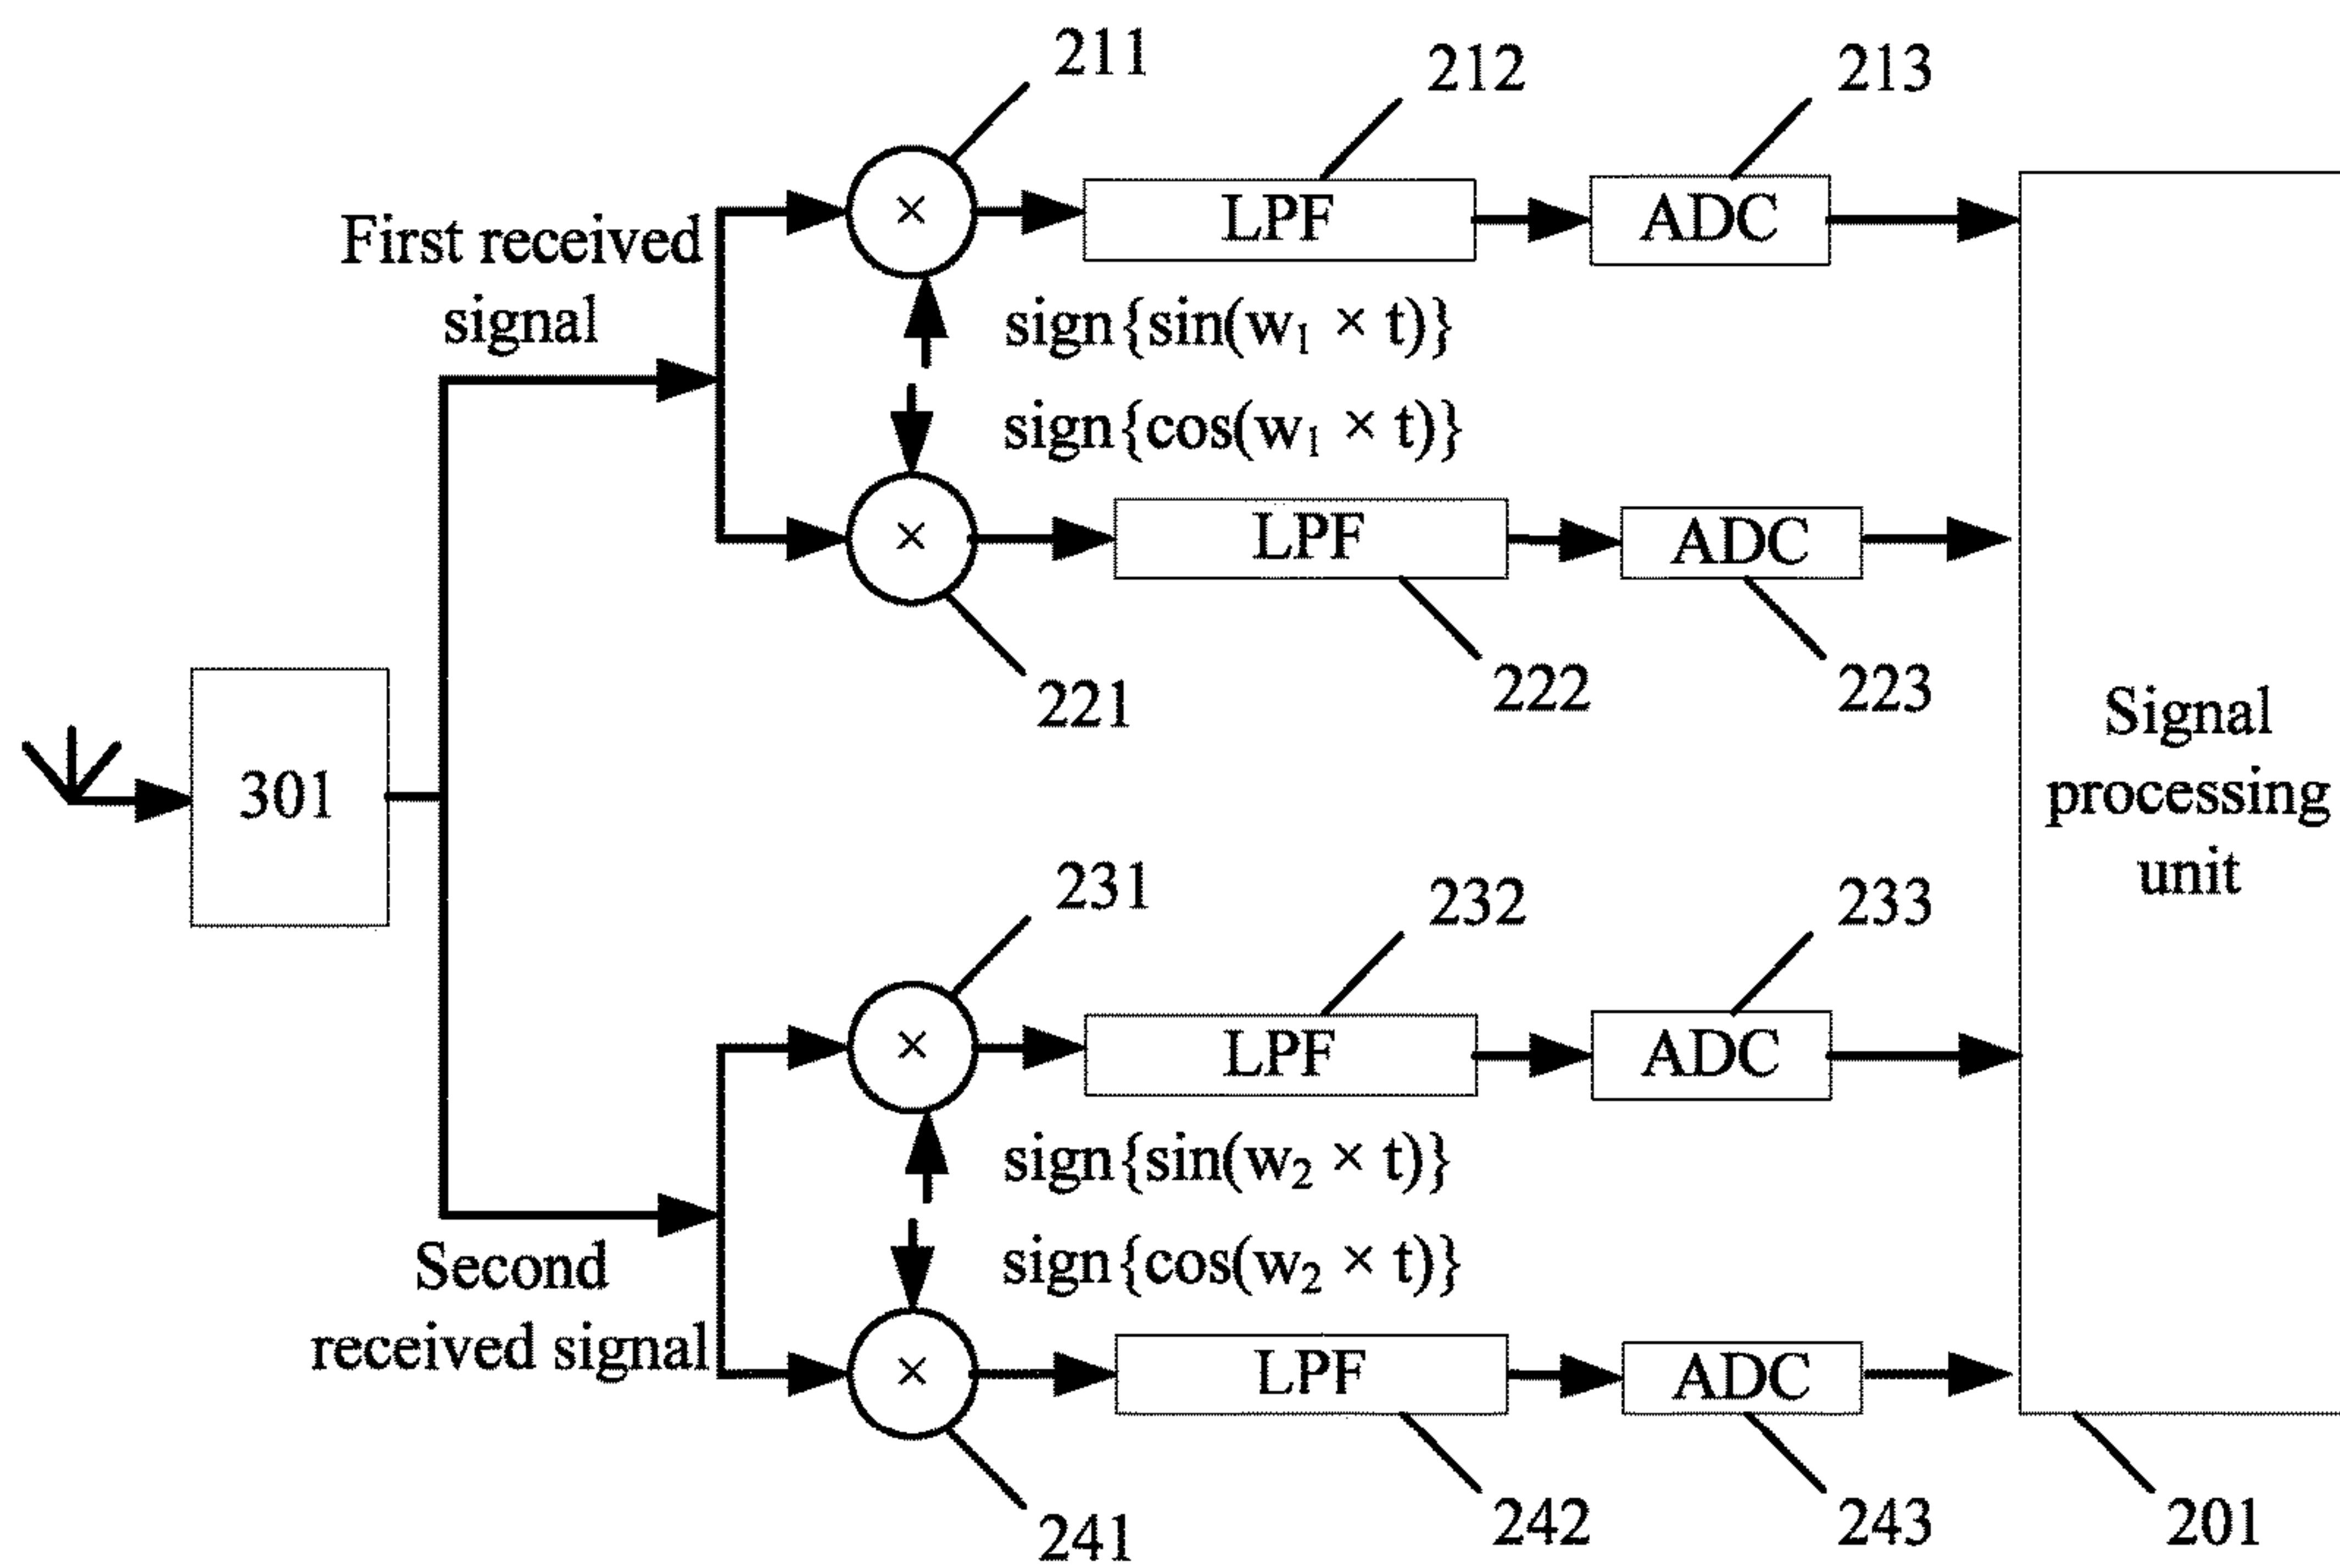 211
212
213
×
LPF
ADC
First received
signal
sign{sin(w₁ × t)}
sign{cos(w₁ × t)}
×
LPF
ADC
221
222
223
301
Signal
processing
unit
231
232
233
×
LPF
ADC
sign{sin(w₂ × t)}
sign{cos(w₂ × t)}
Second
received signal
×
LPF
ADC
241
242
243
201